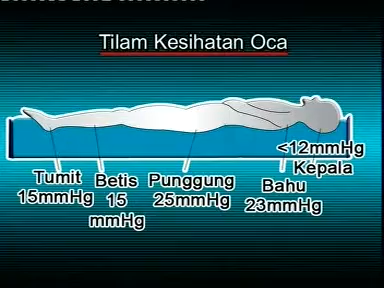 Tilam Kesihatan Oca
<12mmHg
Kepala
Tumit
15mmHg
Betis
15
mmHg
Punggung
25mmHg
Bahu
23mmHg